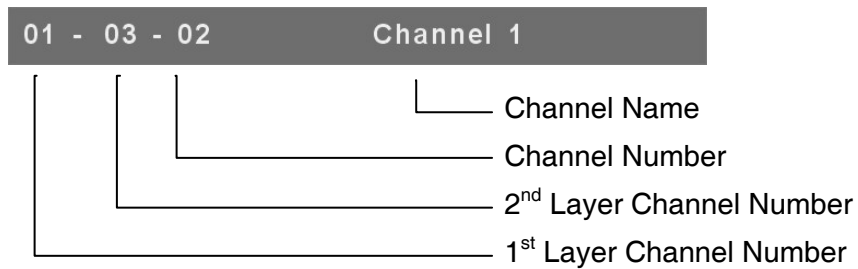 01 - 03 - 02 Channel 1
Channel Name
Channel Number
2nd Layer Channel Number
1st Layer Channel Number